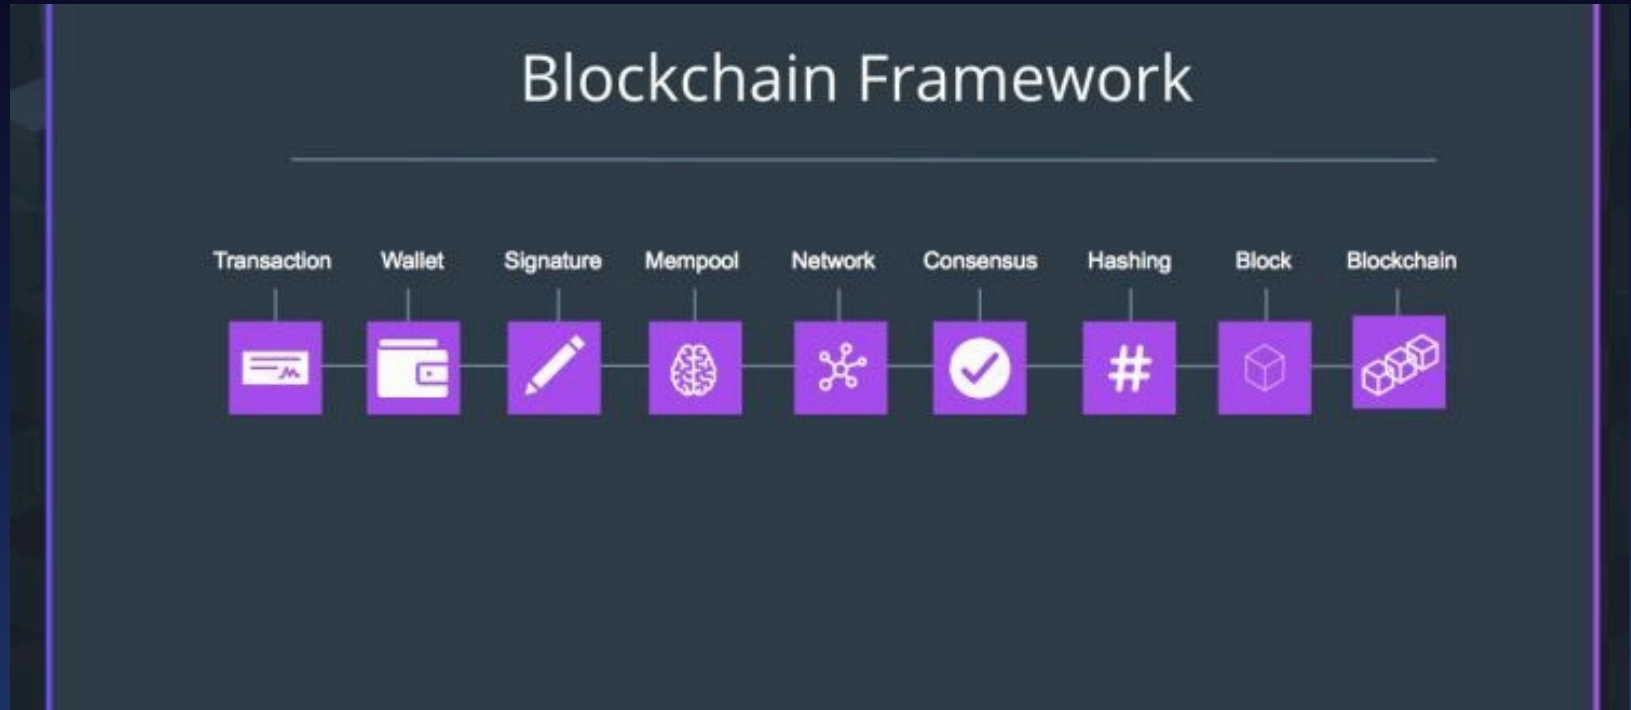 Blockchain Framework
Transaction Wallet Signature Mempool Network Consensus Hashing Block Blockchain
#